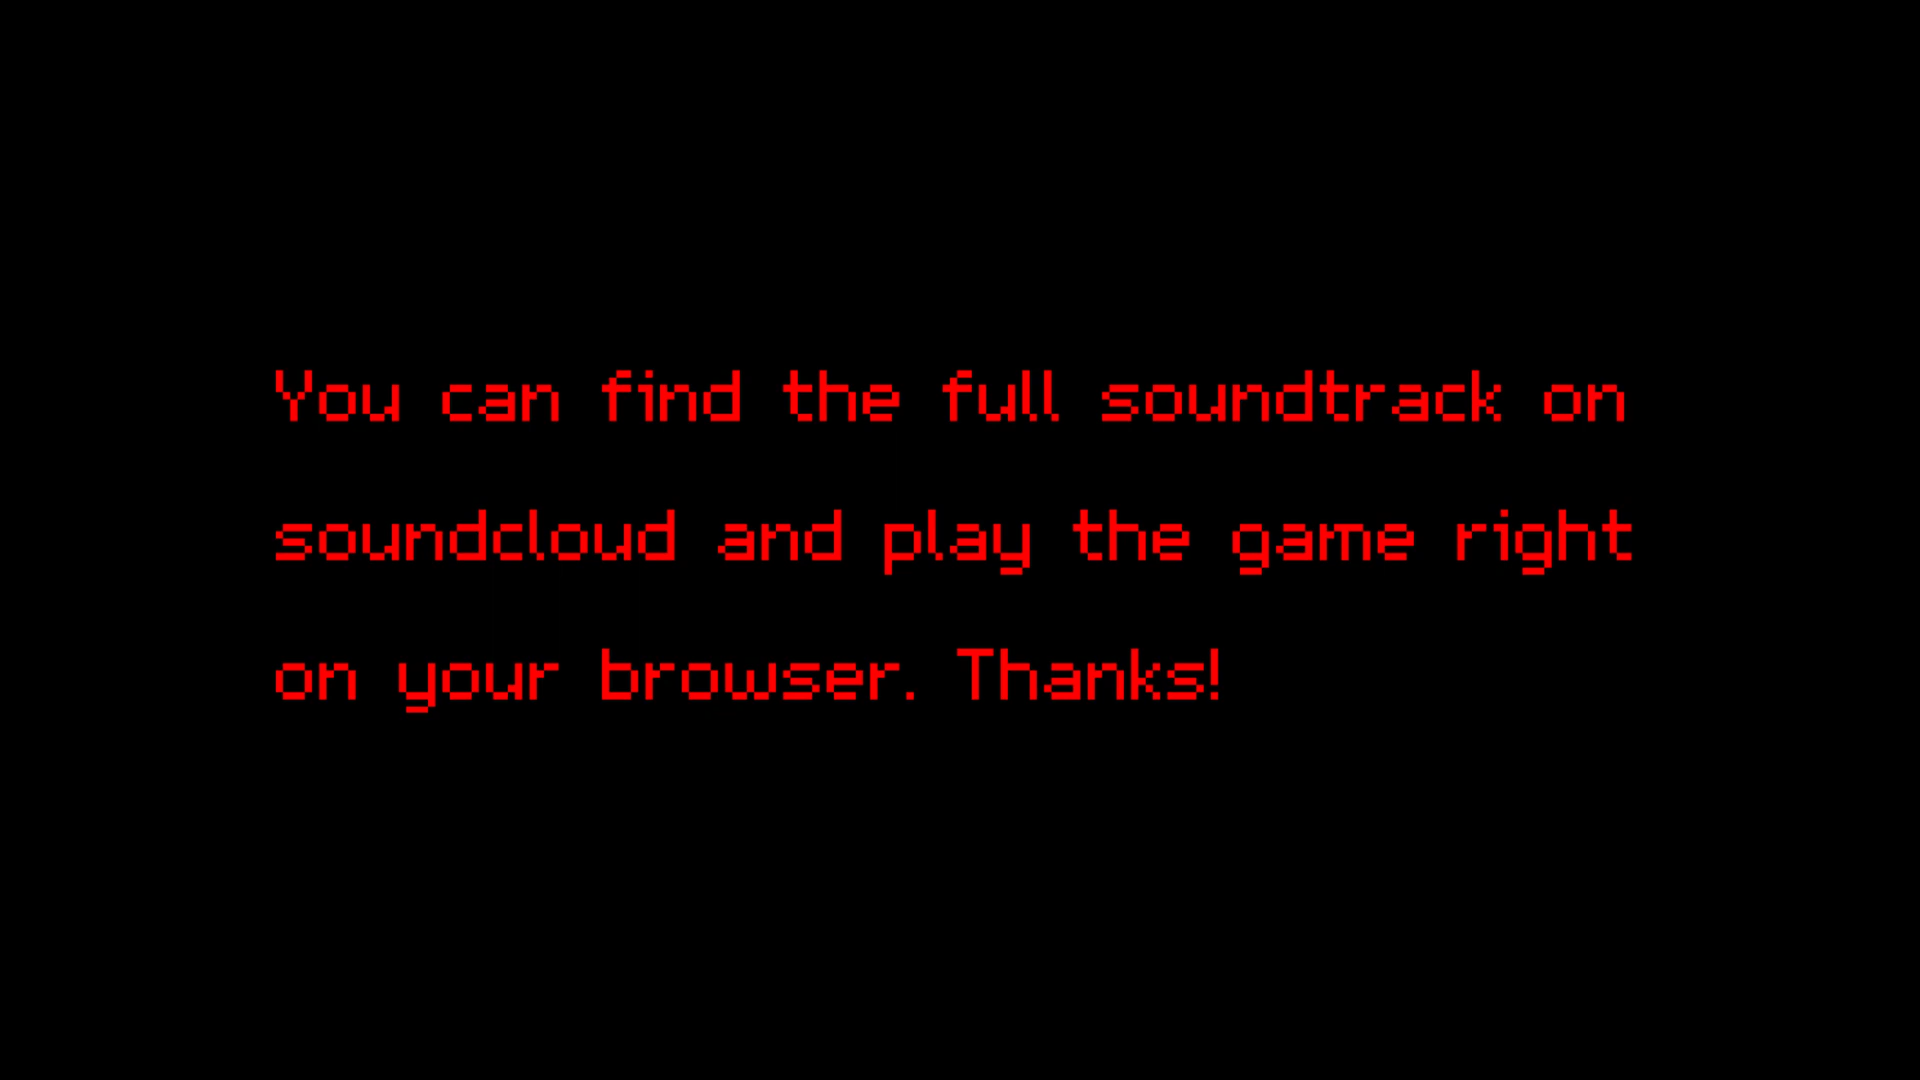 You can find the full soundtrack on
soundcloud and play the game right
on your browser. Thanks!